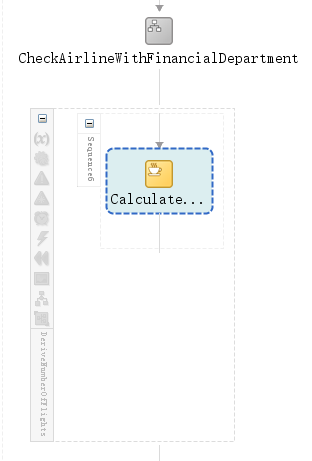 CheckAirlineWithFinancialDepartment
Sequence6
Calculate...
(x)
DeriveNumberOfFlights